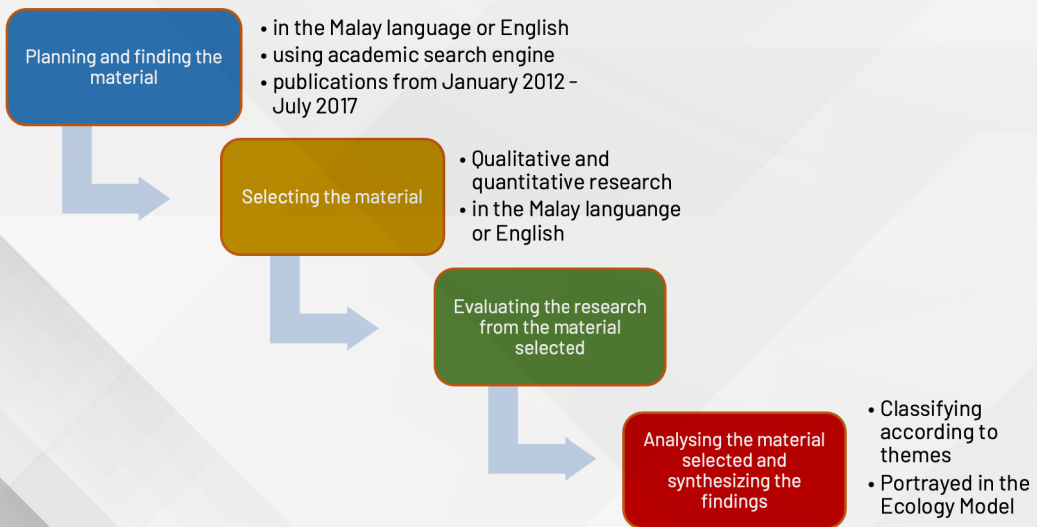 Planning and finding the
material
• in the Malay language or English
• using academic search engine
• publications from January 2012 -
July 2017
Selecting the material
• Qualitative and
quantitative research
• in the Malay languange
or English
Evaluating the research
from the material
selected
Analysing the material
selected and
synthesizing the
findings
• Classifying
according to
themes
• Portrayed in the
Ecology Model